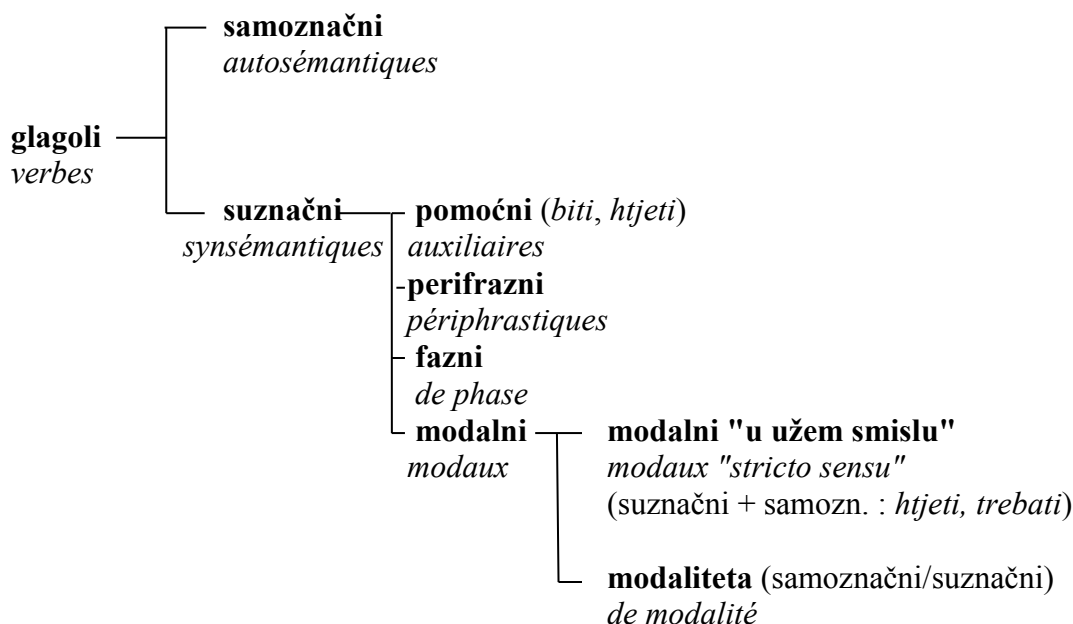 samoznačni
autosémantiques
glagoli
verbes
suznačni pomoćni (biti, htjeti)
synsémantiques auxiliaires
perifrazni
périphrastiques
fazni
de phase
modalni modalni "u užem smislu"
modaux modaux "stricto sensu"
(suznačni + samozn. : htjeti, trebati)
modaliteta (samoznačni/suznačni)
de modalité